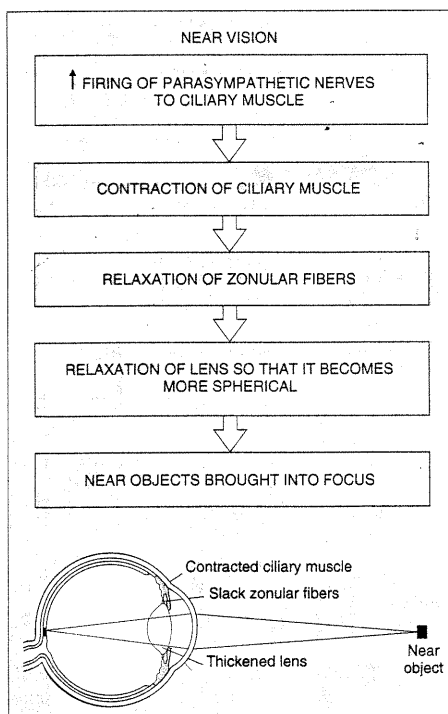 NEAR VISION
↑ FIRING OF PARASYMPATHETIC NERVES
TO CILIARY MUSCLE
CONTRACTION OF CILIARY MUSCLE
RELAXATION OF ZONULAR FIBERS
RELAXATION OF LENS SO THAT IT BECOMES
MORE SPHERICAL
NEAR OBJECTS BROUGHT INTO FOCUS
Contracted ciliary muscle
Slack zonular fibers
Thickened lens
Near
object